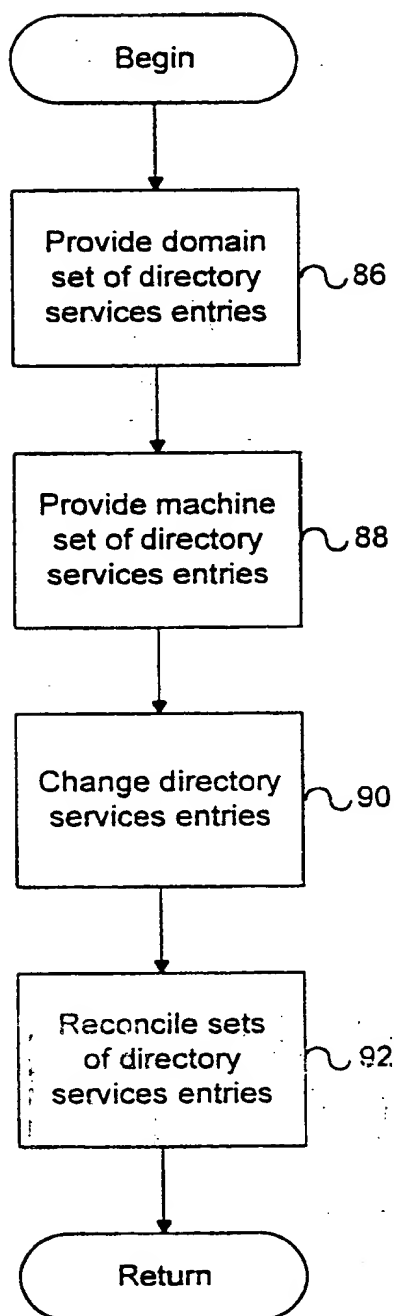 Begin
Provide domain
set of directory
services entries
86
Provide machine
set of directory
services entries
88
Change directory
services entries
90
Reconcile sets
of directory
services entries
92
Return